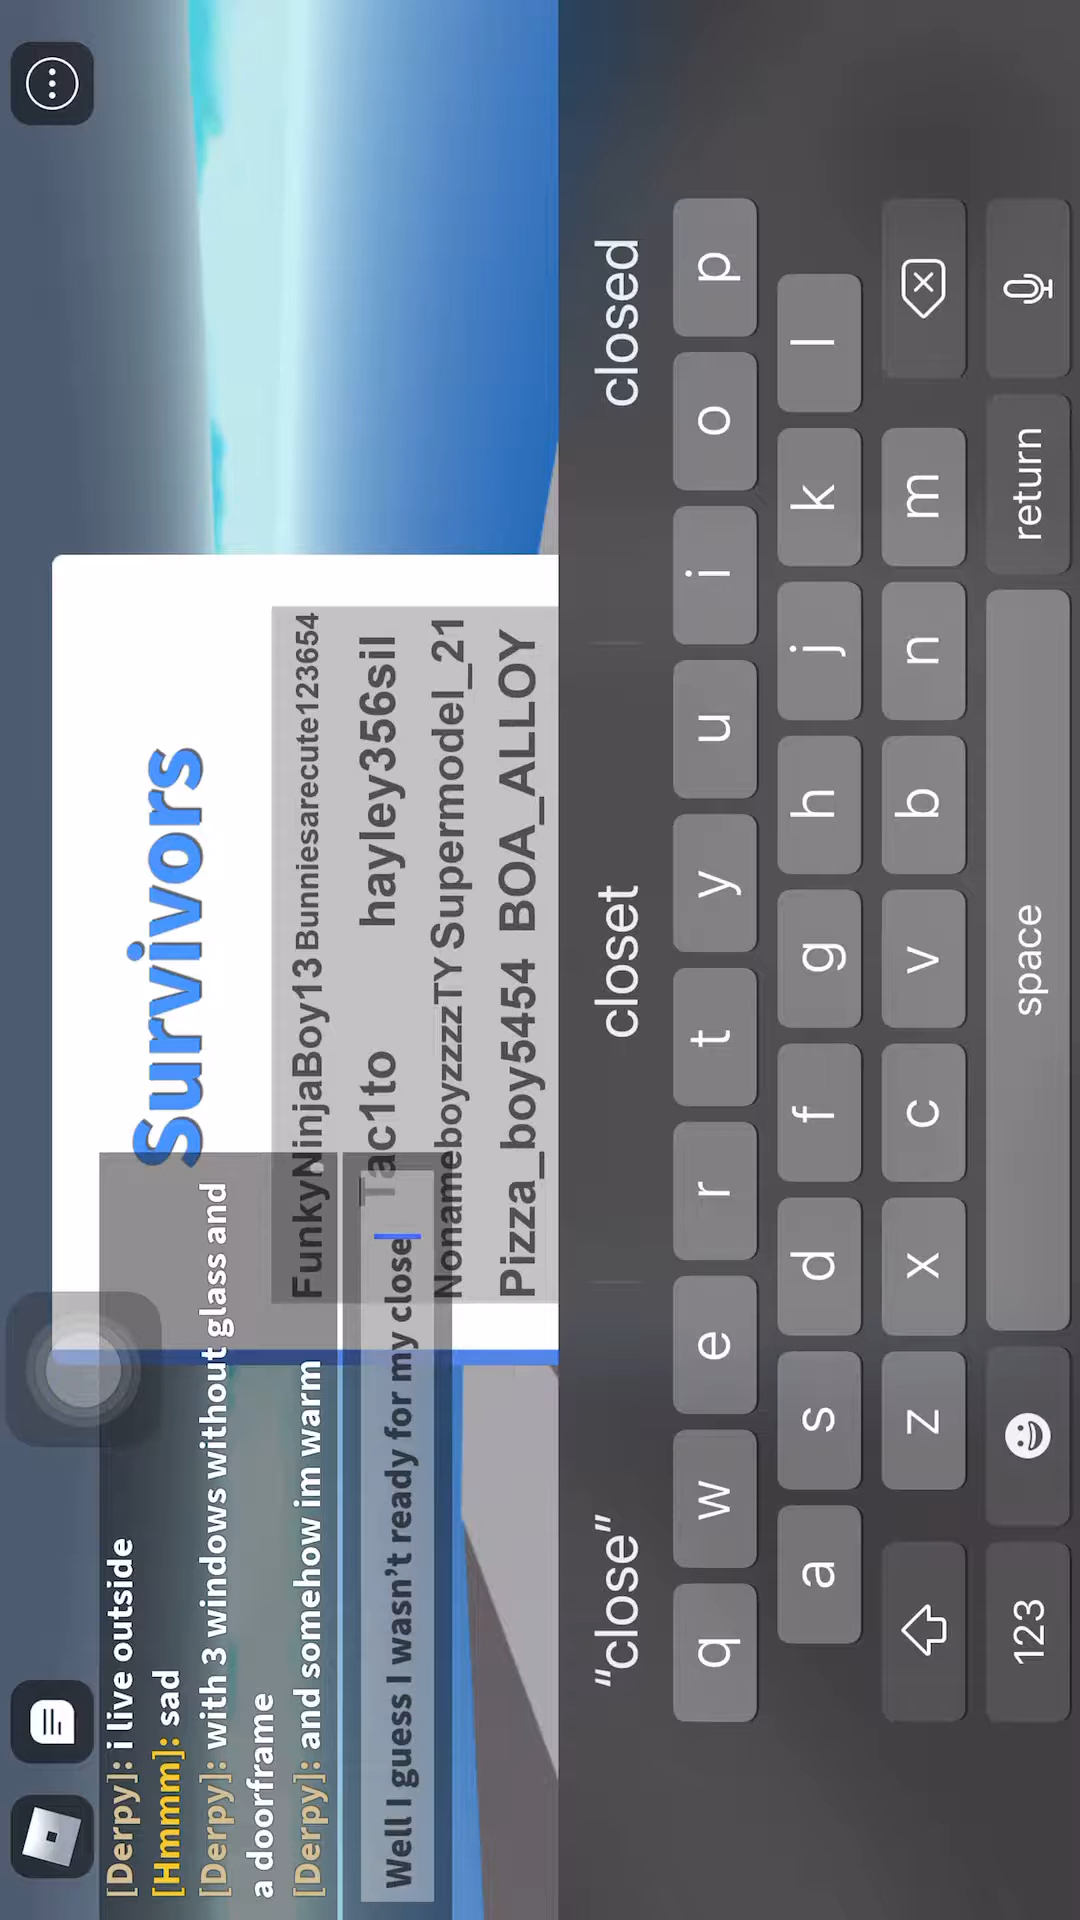 [Derpy]: i live outside
[Hmmm]: sad
[Derpy]: with 3 windows without glass and
a doorframe
[Derpy]: and somehow im warm
Well I guess I wasn't ready for my close
Survivors
FunkyNinjaBoy13 Bunniesarecute123654
Tac1to hayley356sil
NonameboyzzzzTY Supermodel_21
Pizza_boy5454 BOA_ALLOY
"close" closet closed
q w e r t y u i o p
a s d f g h j k l
z x c v b n m
123 space return